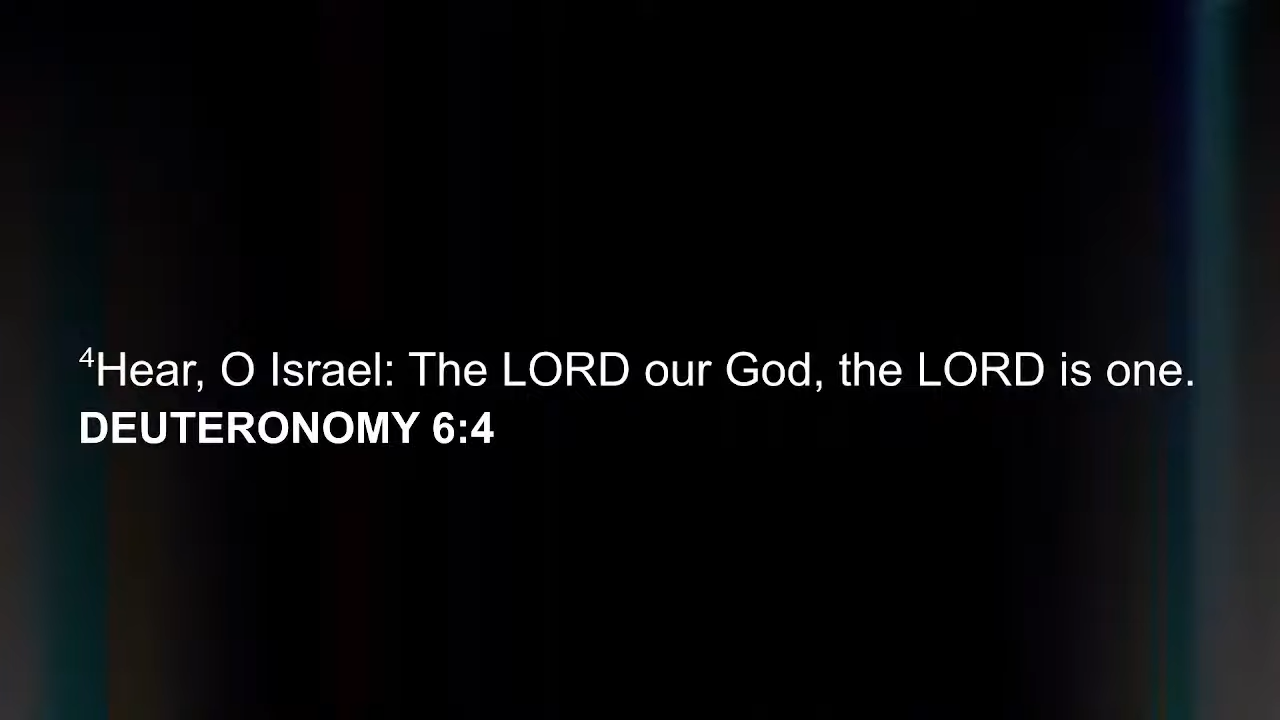 ⁴Hear, O Israel: The LORD our God, the LORD is one.
DEUTERONOMY 6:4